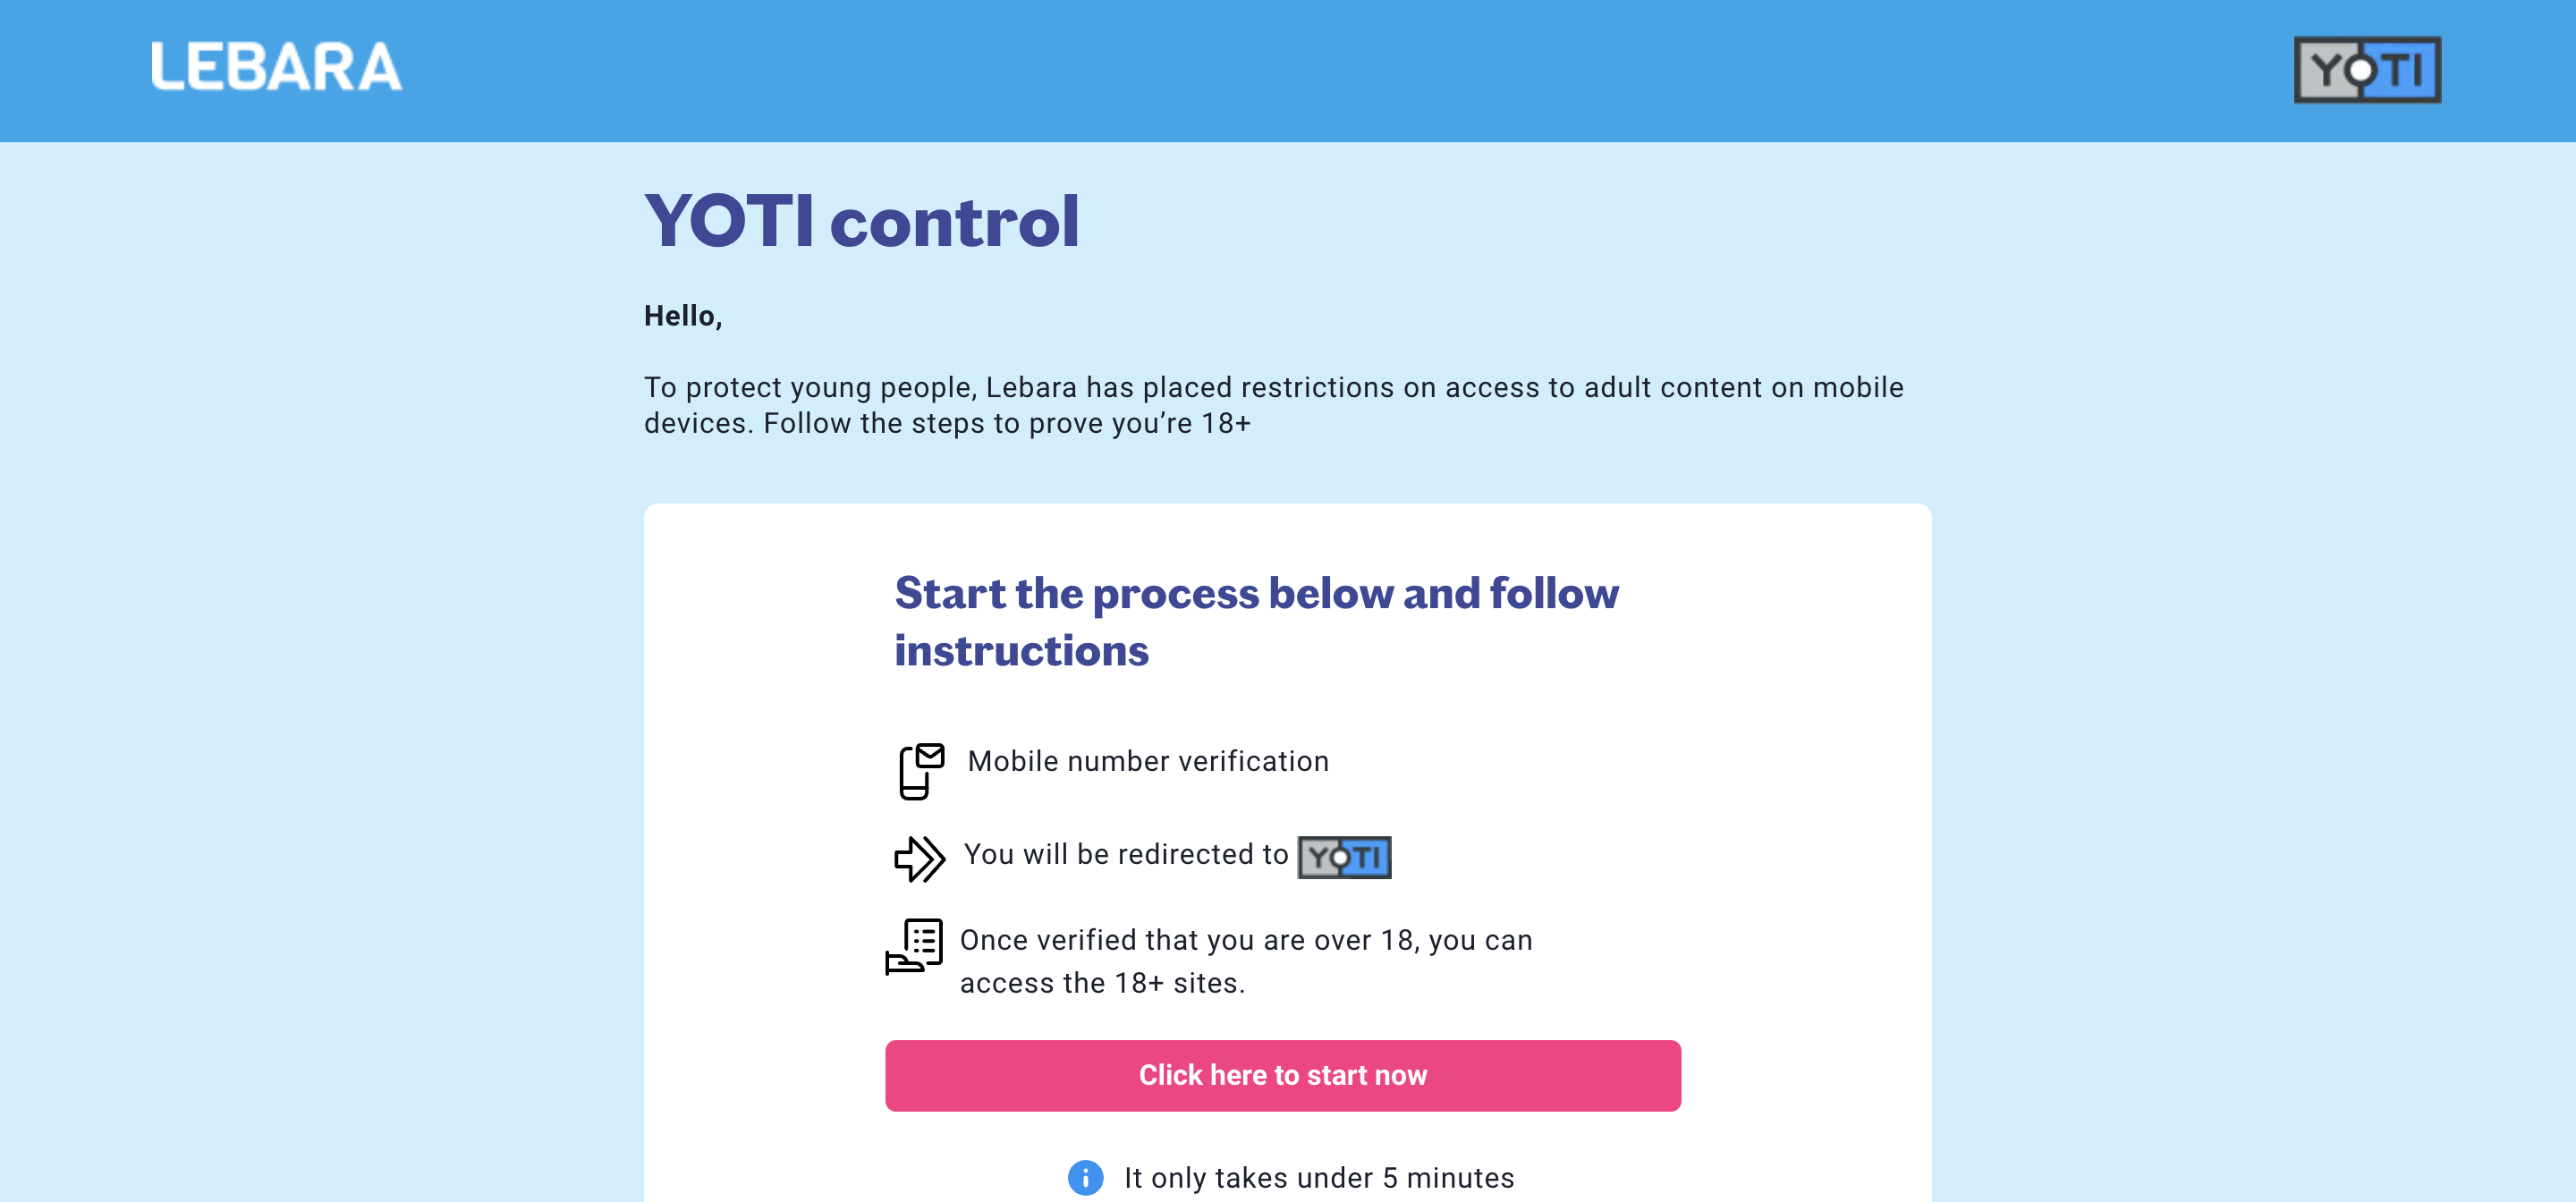 LEBARA
YOTI
YOTI control
Hello,
To protect young people, Lebara has placed restrictions on access to adult content on mobile
devices. Follow the steps to prove you’re 18+
Start the process below and follow
instructions
Mobile number verification
You will be redirected to YOTI
Once verified that you are over 18, you can
access the 18+ sites.
Click here to start now
It only takes under 5 minutes